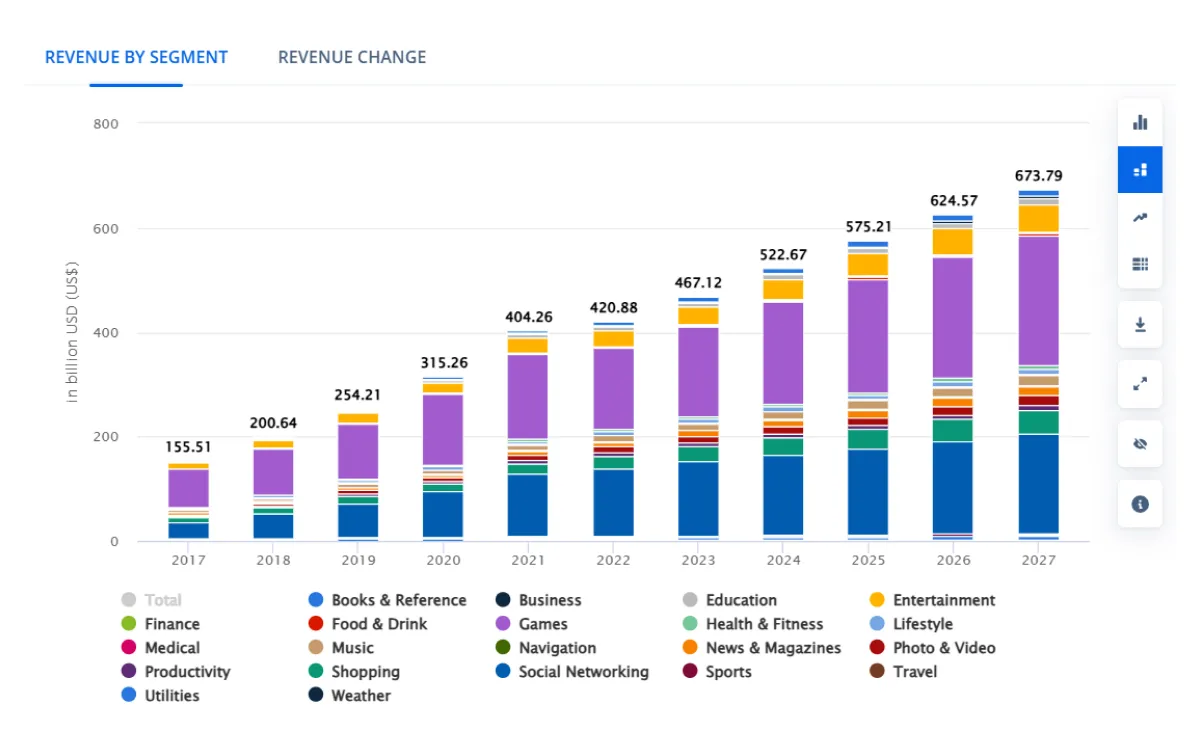 REVENUE BY SEGMENT REVENUE CHANGE
800
673.79
624.57
600
575.21
522.67
467.12
420.88
404.26
400
315.26
254.21
200.64
200
155.51
0
in billion USD (US$)
2017 2018 2019 2020 2021 2022 2023 2024 2025 2026 2027
Total Books & Reference Business Education Entertainment
Finance Food & Drink Games Health & Fitness Lifestyle
Medical Music Navigation News & Magazines Photo & Video
Productivity Shopping Social Networking Sports Travel
Utilities Weather